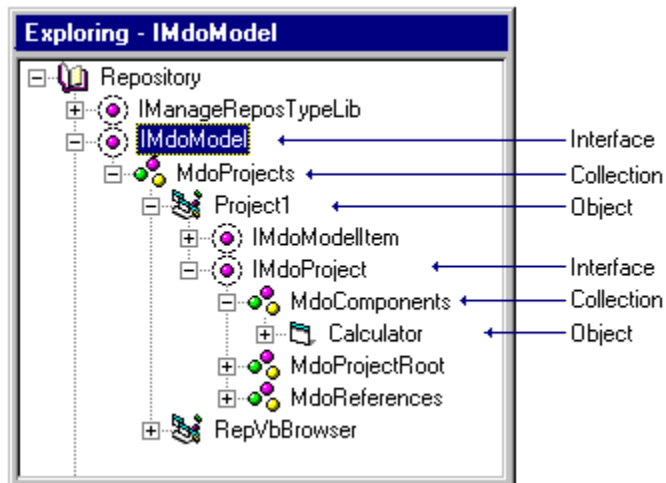 Exploring - IMdoModel
Repository
IManageReposTypeLib
IMdoModel Interface
MdoProjects Collection
Project1 Object
IMdoModelItem
IMdoProject Interface
MdoComponents Collection
Calculator Object
MdoProjectRoot
MdoReferences
RepVbBrowser